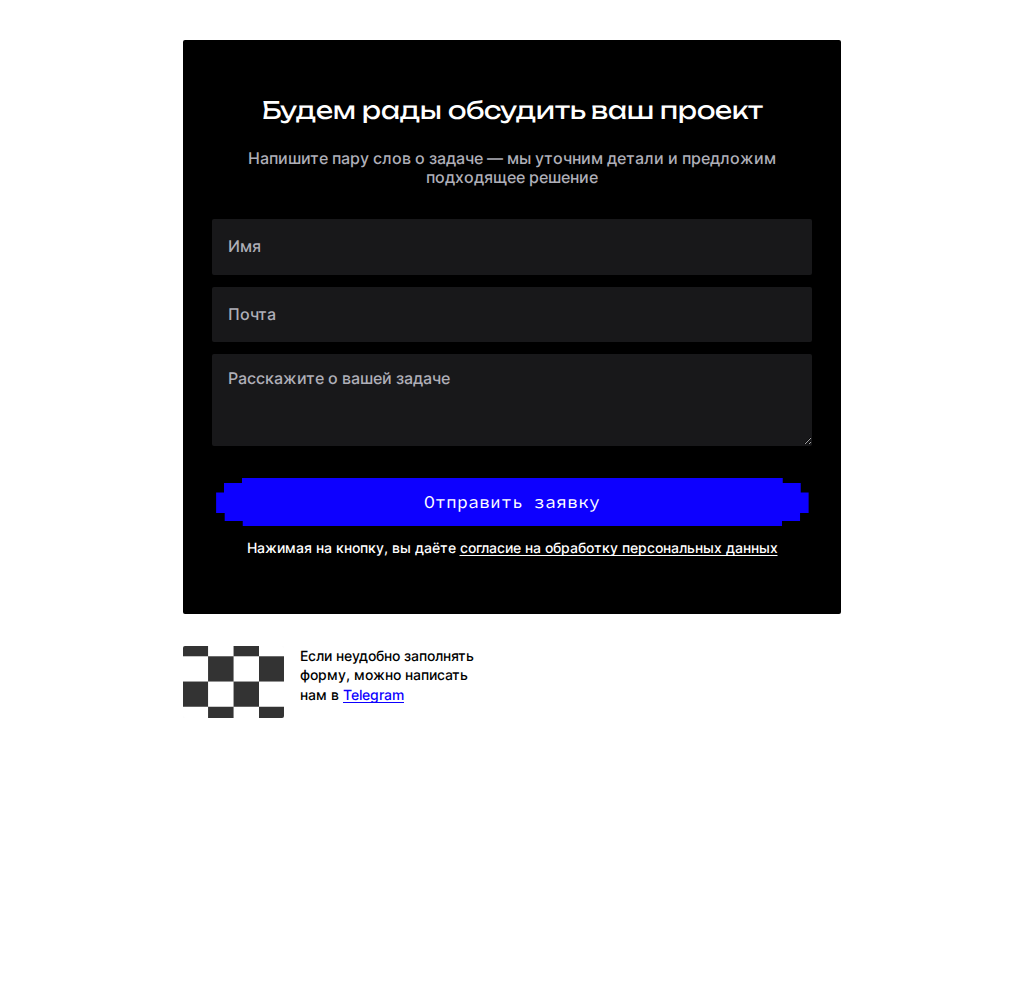 Будем рады обсудить ваш проект
Напишите пару слов о задаче — мы уточним детали и предложим
подходящее решение
Имя
Почта
Расскажите о вашей задаче
Отправить заявку
Нажимая на кнопку, вы даёте согласие на обработку персональных данных
Если неудобно заполнять
форму, можно написать
нам в Telegram